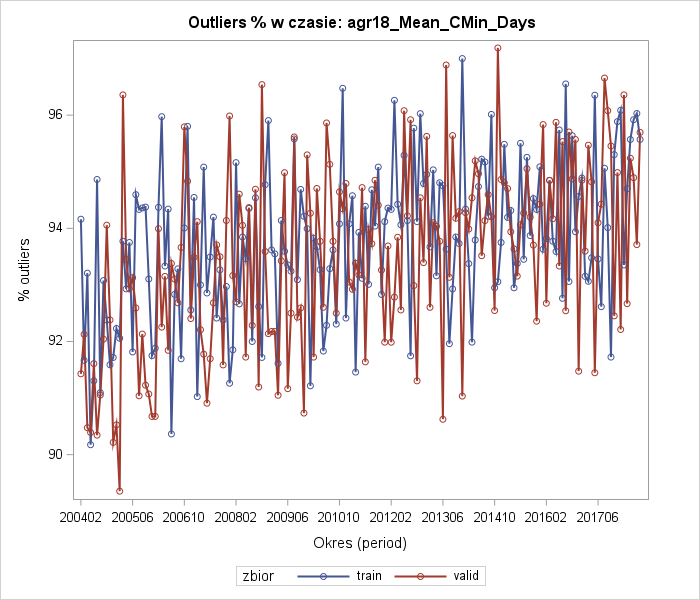 Outliers % w czasie: agr18_Mean_CMin_Days
% outliers
96
94
92
90
200402 200506 200610 200802 200906 201010 201202 201306 201410 201602 201706
Okres (period)
zbior train valid